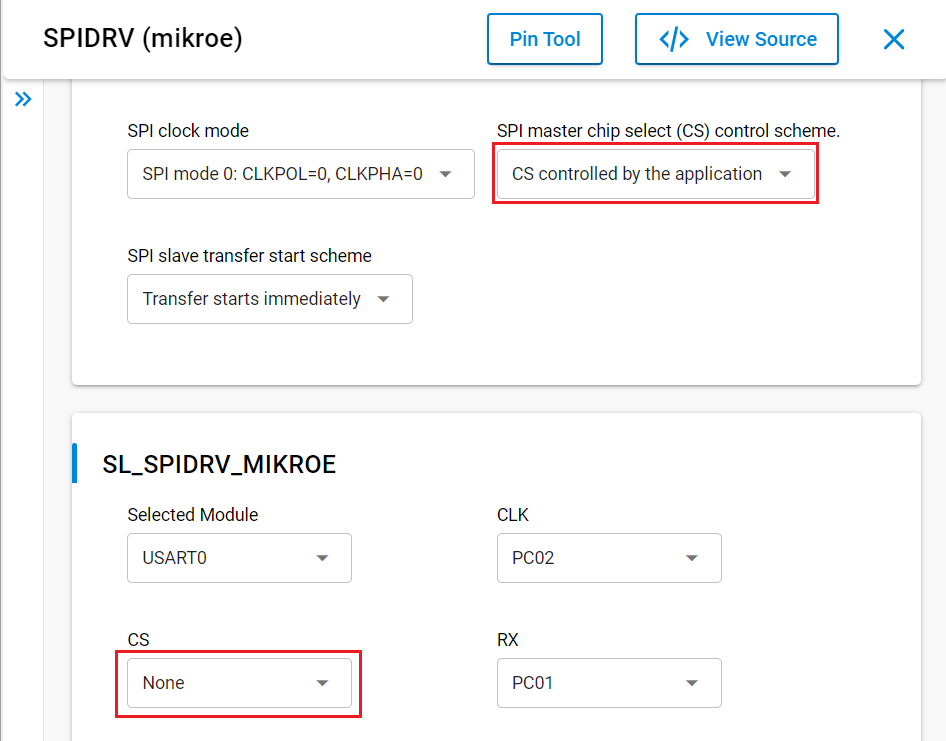 SPIDRV (mikroe)
Pin Tool
</> View Source
SPI clock mode
SPI master chip select (CS) control scheme.
SPI mode 0: CLKPOL=0, CLKPHA=0
CS controlled by the application
SPI slave transfer start scheme
Transfer starts immediately
SL_SPIDRV_MIKROE
Selected Module
CLK
USART0
PC02
CS
RX
None
PC01